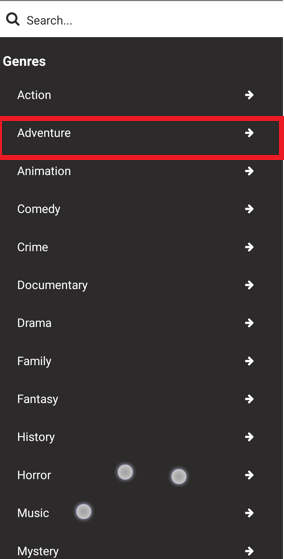 Search...
Genres
Action
Adventure
Animation
Comedy
Crime
Documentary
Drama
Family
Fantasy
History
Horror
Music
Mystery